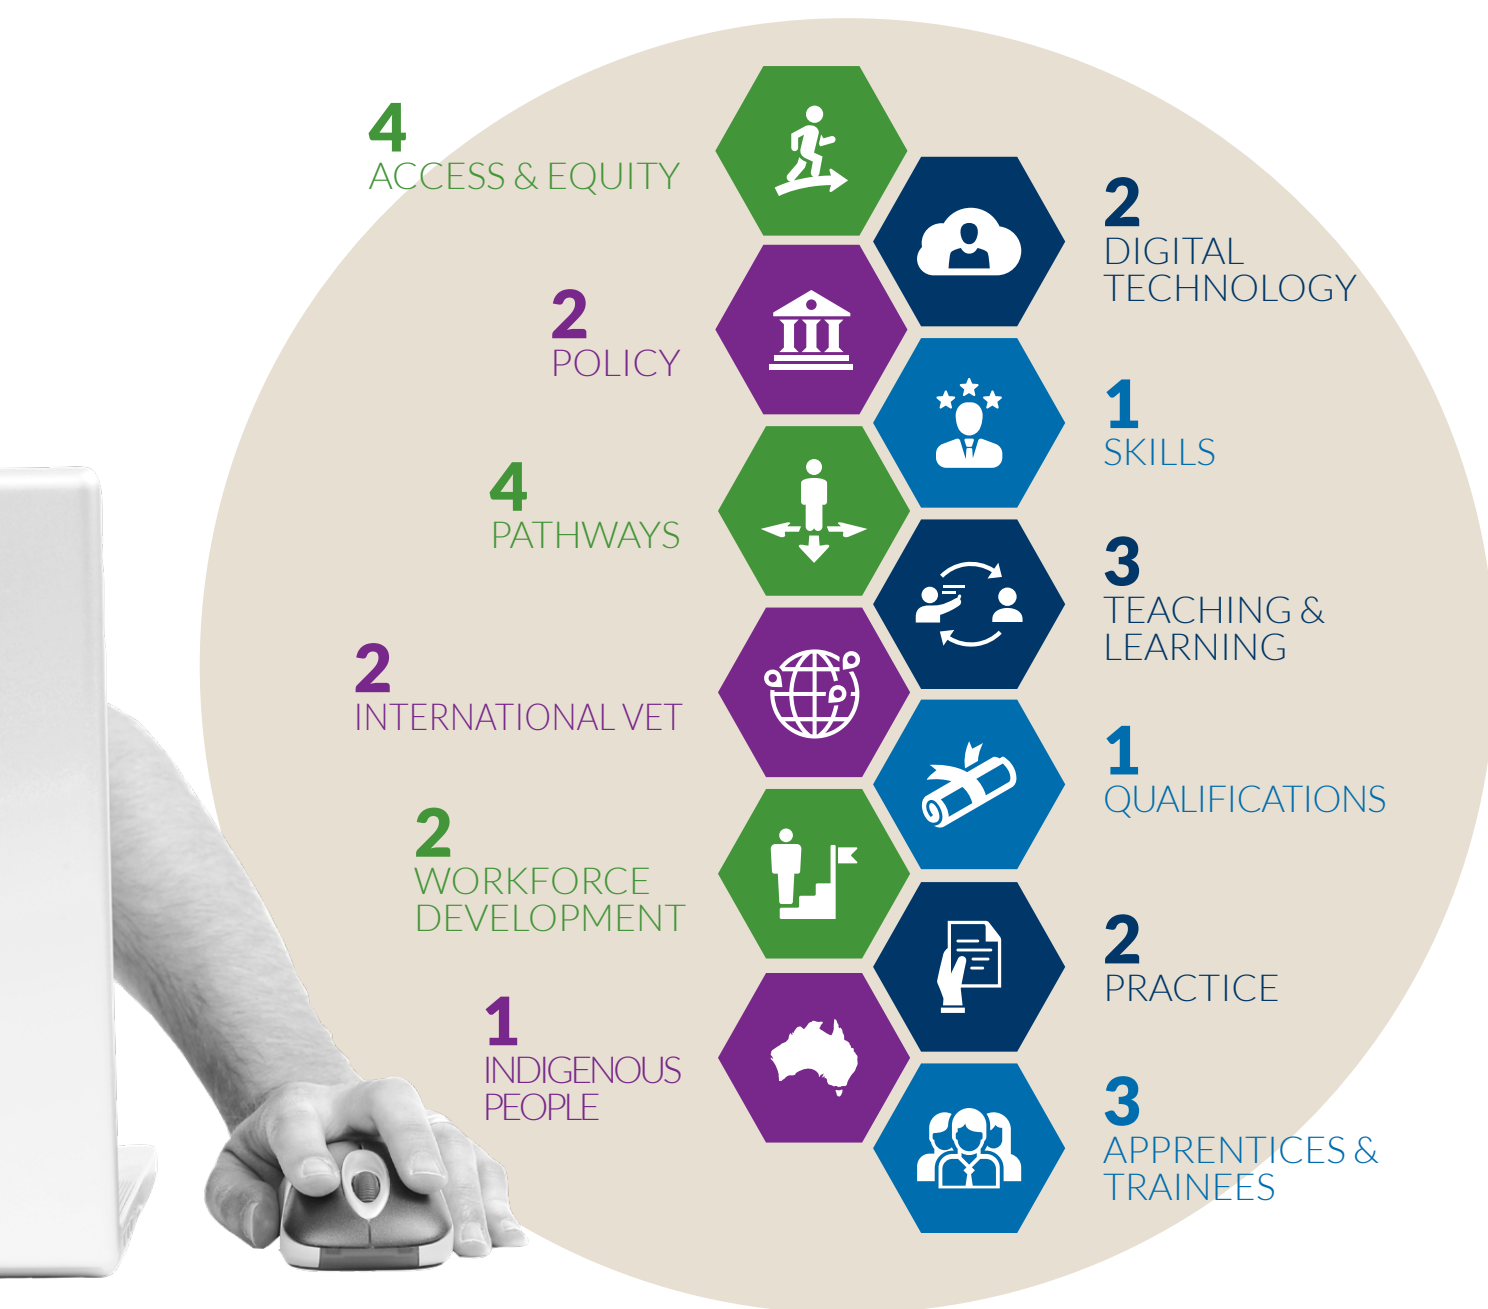 4
ACCESS & EQUITY
2
DIGITAL
TECHNOLOGY
2
POLICY
1
SKILLS
4
PATHWAYS
3
TEACHING &
LEARNING
2
INTERNATIONAL VET
1
QUALIFICATIONS
2
WORKFORCE
DEVELOPMENT
2
PRACTICE
1
INDIGENOUS
PEOPLE
3
APPRENTICES &
TRAINEES